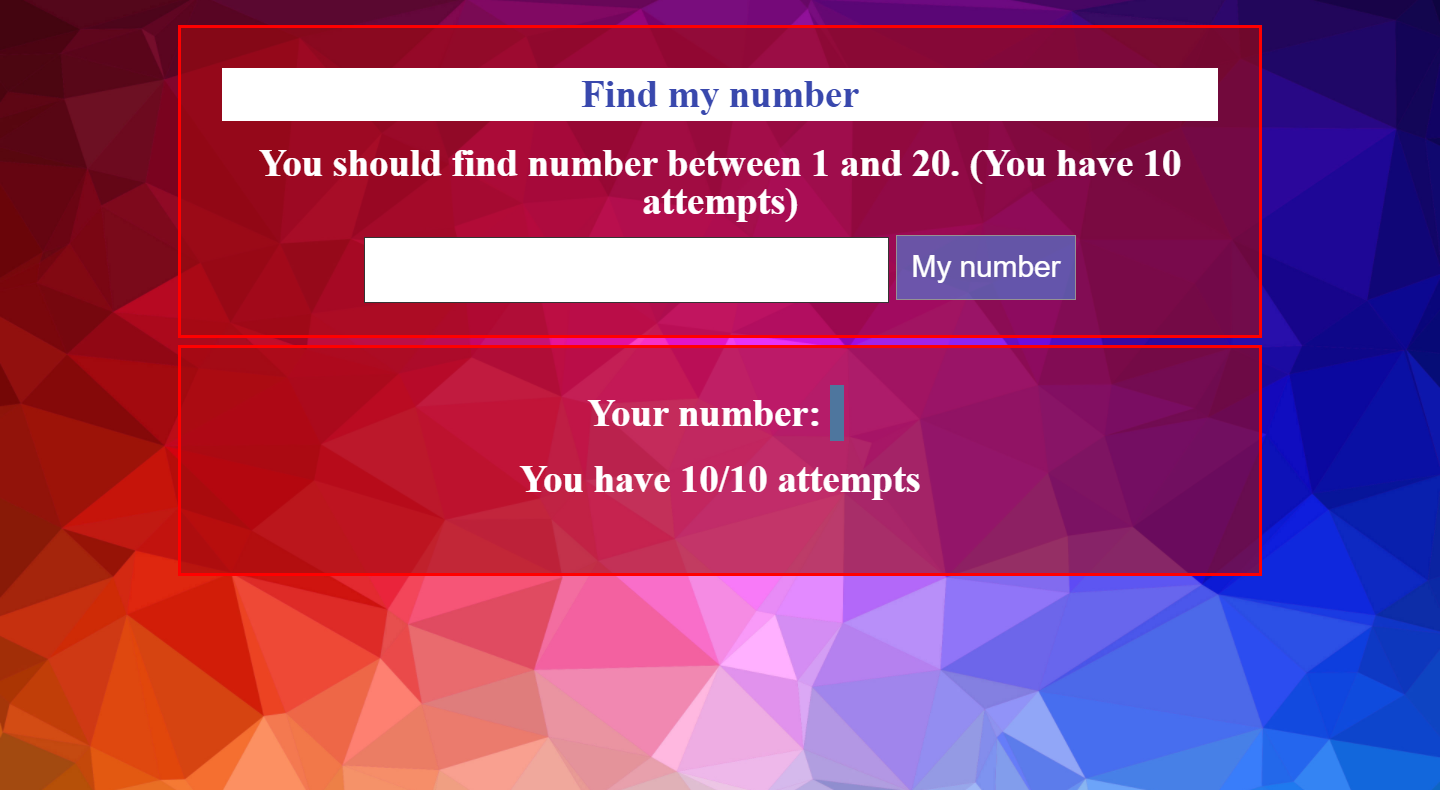 Find my number
You should find number between 1 and 20. (You have 10
attempts)
My number
Your number:
You have 10/10 attempts